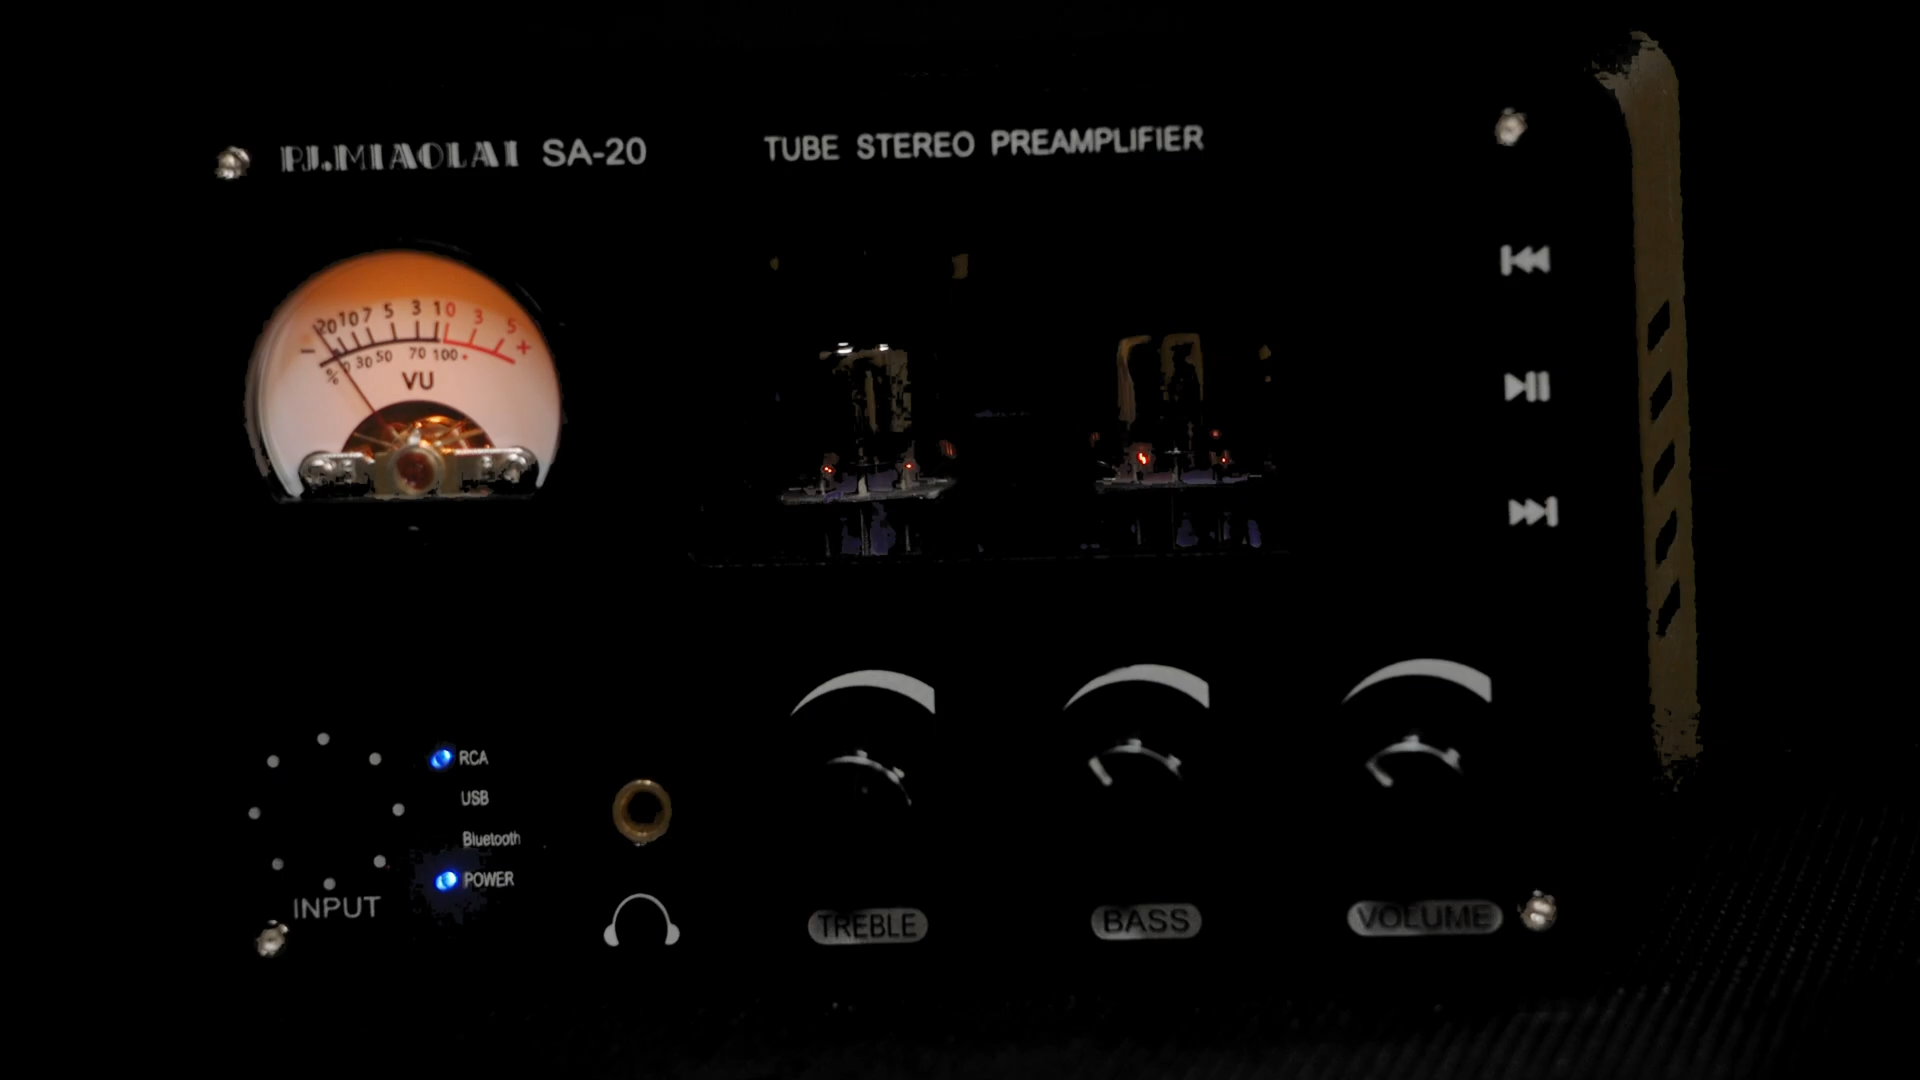 PJ.MIAOLAI SA-20 TUBE STEREO PREAMPLIFIER
20 10 7 5 3 1 0 3 5
- +
% 30 50 70 100
VU
RCA
USB
Bluetooth
POWER
INPUT
TREBLE BASS VOLUME